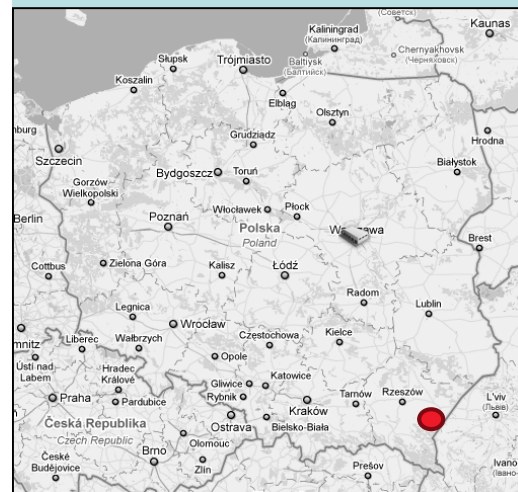 (Советск)
Kaliningrad
(Калининград)
Kaunas
Baltiysk
(Балтийск)
Chernyakhovsk
(Черняховск)
Słupsk
Trójmiasto
Koszalin
Elbląg
Olsztyn
Grudziądz
Hrodna
Szczecin
Białystok
Bydgoszcz
Toruń
Gorzów
Wielkopolski
Włocławek
Płock
Berlin
Poznań
Polska
Poland
Brest
Cottbus
Zielona Góra
Kalisz
Łódź
Radom
Lublin
Legnica
Wrocław
Kielce
Liberec
Wałbrzych
Częstochowa
Ústí nad
Labem
Opole
Hradec
Králové
Gliwice
Katowice
Rybnik
Praha
Pardubice
Kraków
Tarnów
Rzeszów
L'viv
(Львів)
Česká Republika
Czech Republic
Ostrava
Bielsko-Biała
Olomouc
Brno
Zlin
České
Budějovice
Prešov